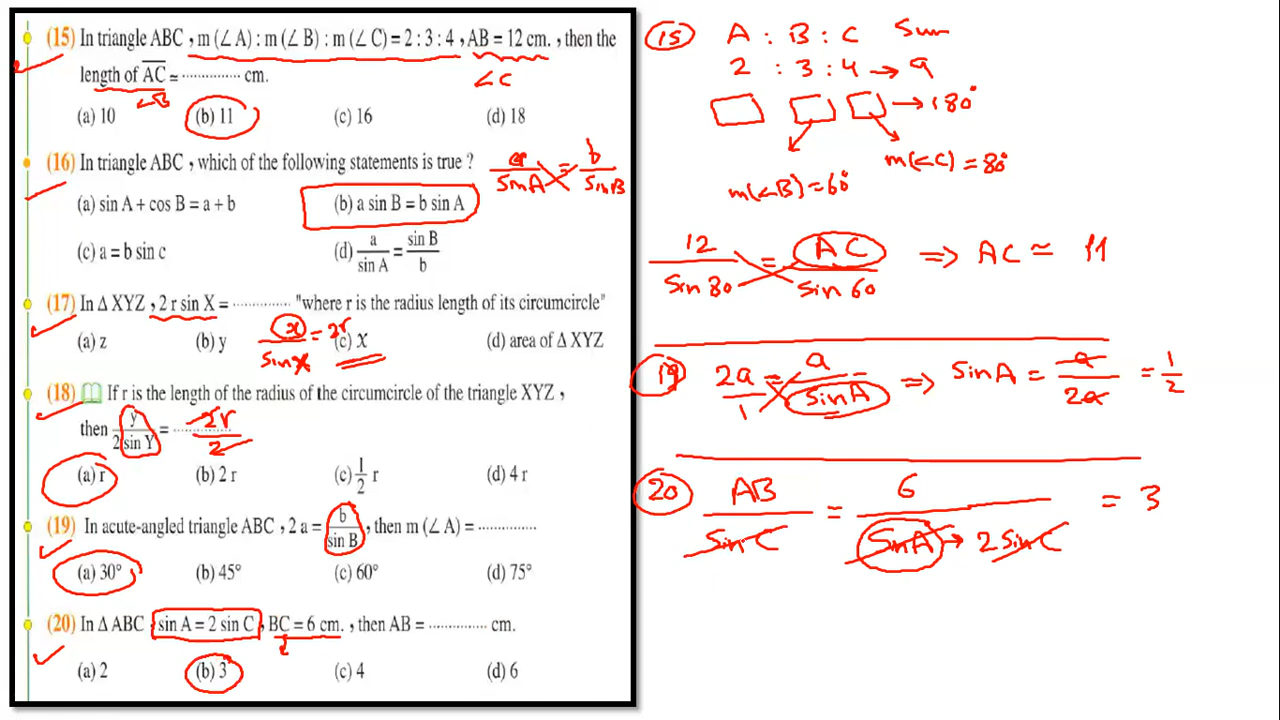 (15) In triangle ABC , m (∠ A) : m (∠ B) : m (∠ C) = 2 : 3 : 4 , AB = 12 cm. , then the
∠C
length of AC ≃ ............ cm.
∠B
(a) 10 (b) 11 (c) 16 (d) 18
(16) In triangle ABC , which of the following statements is true ?
a/sin A = b/sin B
(a) sin A + cos B = a + b (b) a sin B = b sin A
(c) a = b sin c (d) a/sin A = sin B/b
(17) In Δ XYZ , 2 r sin X = ............ "where r is the radius length of its circumcircle"
x/sin X = 2r
(a) z (b) y (c) X (d) area of Δ XYZ
(18) If r is the length of the radius of the circumcircle of the triangle XYZ ,
then y/2 sin Y = ............ 2r/2
(a) r (b) 2 r (c) 1/2 r (d) 4 r
(19) In acute-angled triangle ABC , 2 a = b/sin B , then m (∠ A) = ............
(a) 30° (b) 45° (c) 60° (d) 75°
(20) In Δ ABC , sin A = 2 sin C , BC = 6 cm. , then AB = ............ cm.
(a) 2 (b) 3 (c) 4 (d) 6
15 A : B : C Sum
2 : 3 : 4 → 9
→ 180°
m(∠C) = 80°
m(∠B) = 60°
12/sin 80 = AC/sin 60 ⇒ AC ≃ 11
19 2a/1 = a/sin A ⇒ sin A = a/2a = 1/2
20 AB/sin C = 6/sin A → 2 sin C = 3